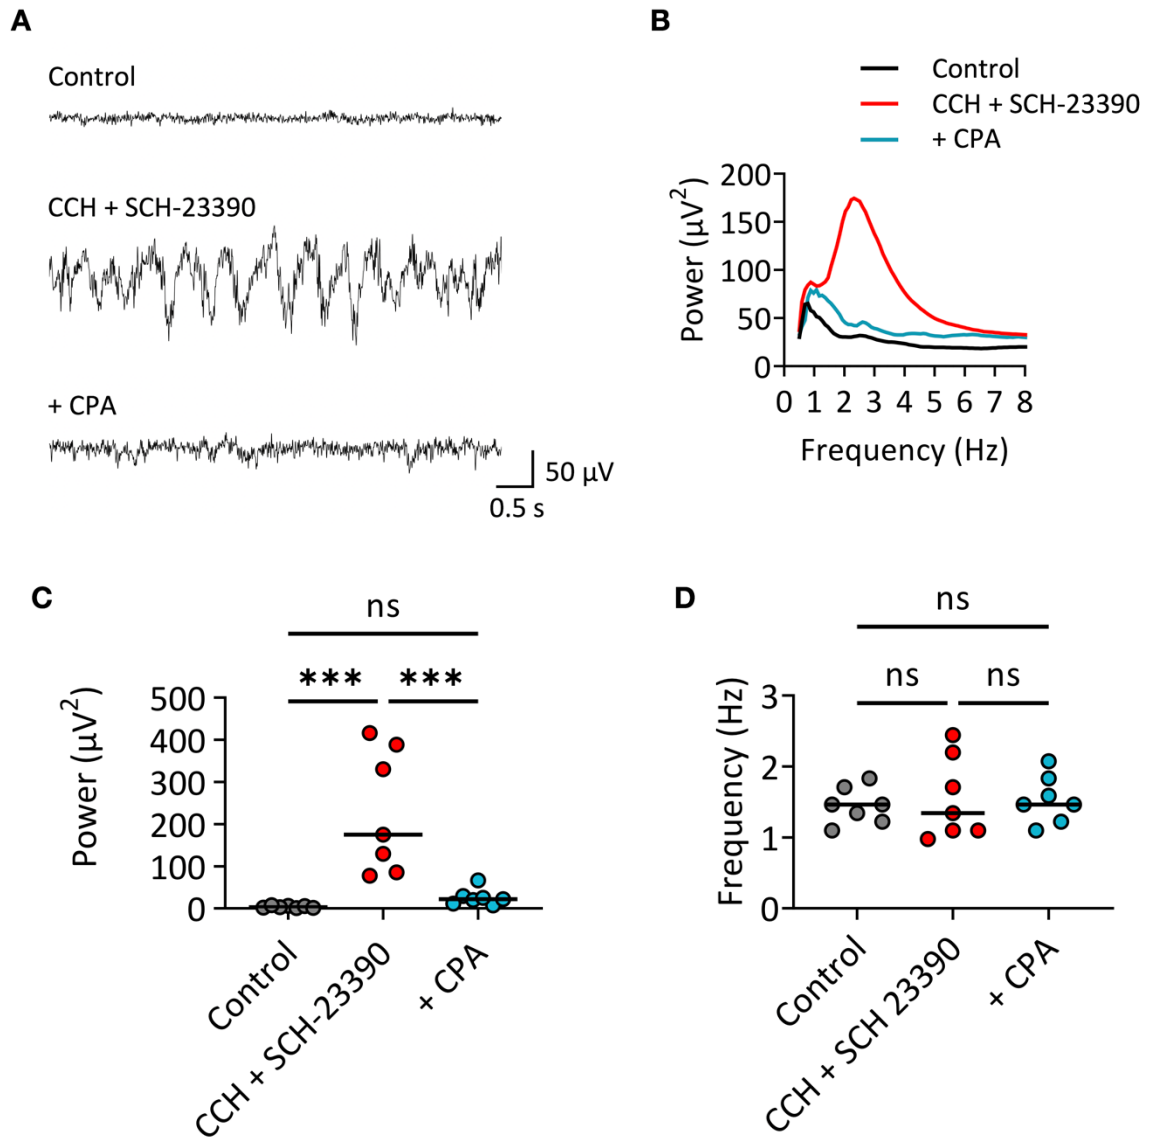 A
Control
CCH + SCH-23390
+ CPA
50 µV
0.5 s
B
Control
CCH + SCH-23390
+ CPA
Power (µV²)
200
150
100
50
0
0 1 2 3 4 5 6 7 8
Frequency (Hz)
C
ns
*** ***
Power (µV²)
500
400
300
200
100
0
Control
CCH + SCH-23390
+ CPA
D
ns
ns ns
Frequency (Hz)
3
2
1
0
Control
CCH + SCH 23390
+ CPA